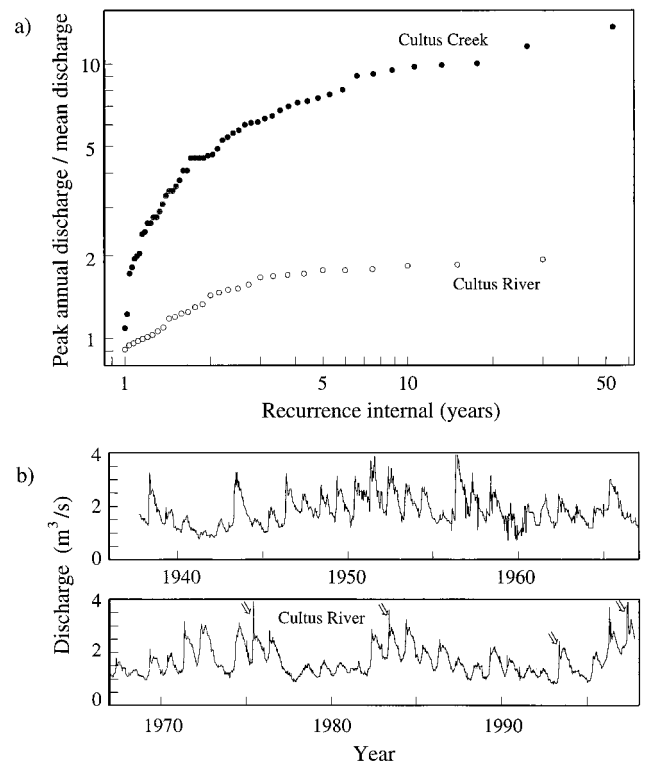 a)
Peak annual discharge / mean discharge
10
5
2
1
Cultus Creek
Cultus River
1
5
10
50
Recurrence internal (years)
b)
Discharge (m³/s)
4
2
0
1940
1950
1960
4
2
0
Cultus River
1970
1980
1990
Year